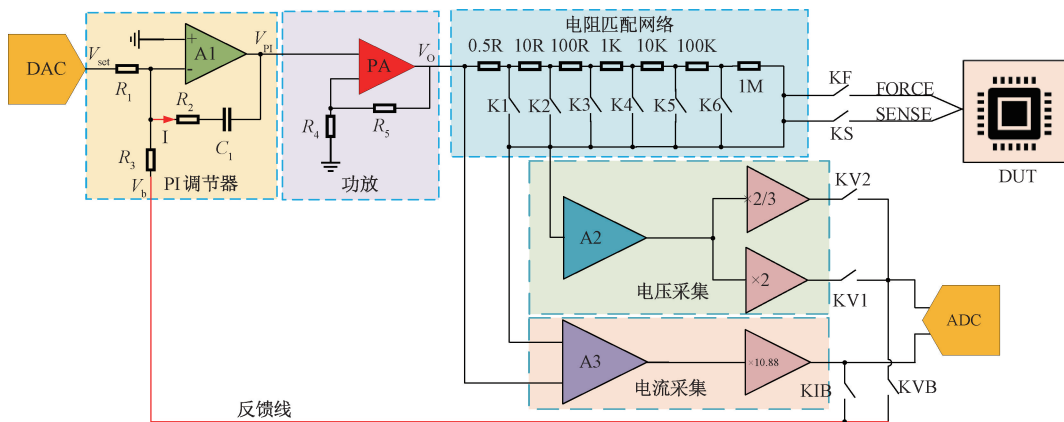 电阻匹配网络
DAC
V_set
R_1
A1
+
-
V_PI
R_2
I
C_1
R_3
V_b
PI 调节器
PA
V_O
R_4
R_5
功放
0.5R 10R 100R 1K 10K 100K
1M
K1 K2 K3 K4 K5 K6
KF
FORCE
SENSE
KS
DUT
A2
×2/3
×2
KV2
KV1
电压采集
A3
×10.88
电流采集
KIB
KVB
ADC
反馈线